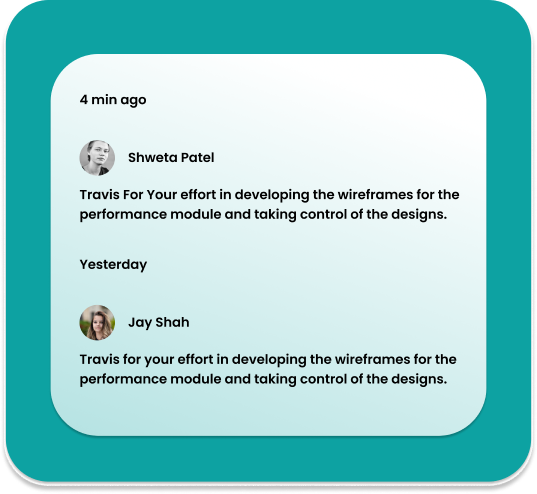 4 min ago
Shweta Patel
Travis For Your effort in developing the wireframes for the
performance module and taking control of the designs.
Yesterday
Jay Shah
Travis for your effort in developing the wireframes for the
performance module and taking control of the designs.